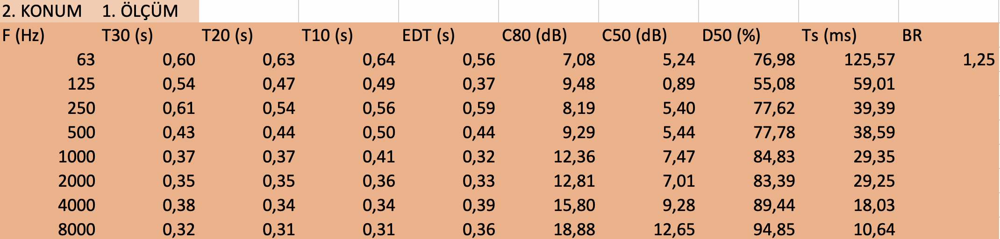 2. KONUM 1. ÖLÇÜM
F (Hz) T30 (s) T20 (s) T10 (s) EDT (s) C80 (dB) C50 (dB) D50 (%) Ts (ms) BR
63 0,60 0,63 0,64 0,56 7,08 5,24 76,98 125,57 1,25
125 0,54 0,47 0,49 0,37 9,48 0,89 55,08 59,01
250 0,61 0,54 0,56 0,59 8,19 5,40 77,62 39,39
500 0,43 0,44 0,50 0,44 9,29 5,44 77,78 38,59
1000 0,37 0,37 0,41 0,32 12,36 7,47 84,83 29,35
2000 0,35 0,35 0,36 0,33 12,81 7,01 83,39 29,25
4000 0,38 0,34 0,34 0,39 15,80 9,28 89,44 18,03
8000 0,32 0,31 0,31 0,36 18,88 12,65 94,85 10,64